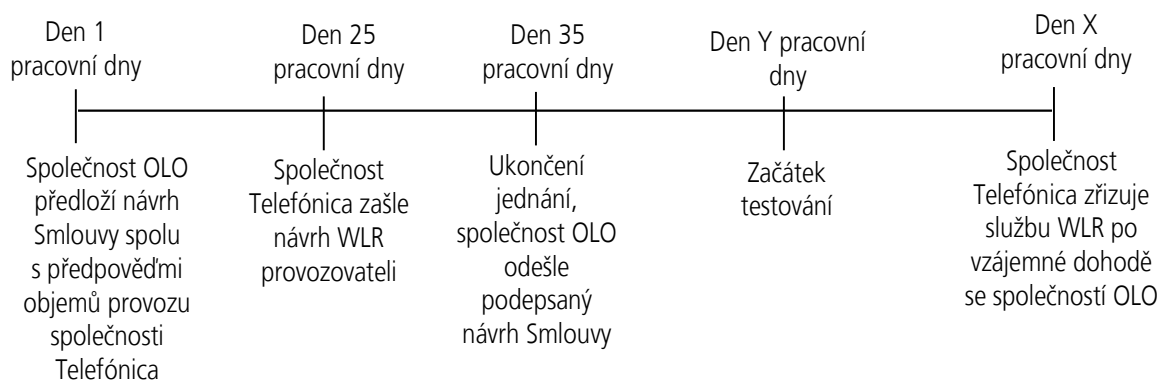 Den 1
pracovní dny
Den 25
pracovní dny
Den 35
pracovní dny
Den Y pracovní
dny
Den X
pracovní dny
Společnost OLO
předloží návrh
Smlouvy spolu
s předpověďmi
objemů provozu
společnosti
Telefónica
Společnost
Telefónica zašle
návrh WLR
provozovateli
Ukončení
jednání,
společnost OLO
odešle
podepsaný
návrh Smlouvy
Začátek
testování
Společnost
Telefónica zřizuje
službu WLR po
vzájemné dohodě
se společností OLO